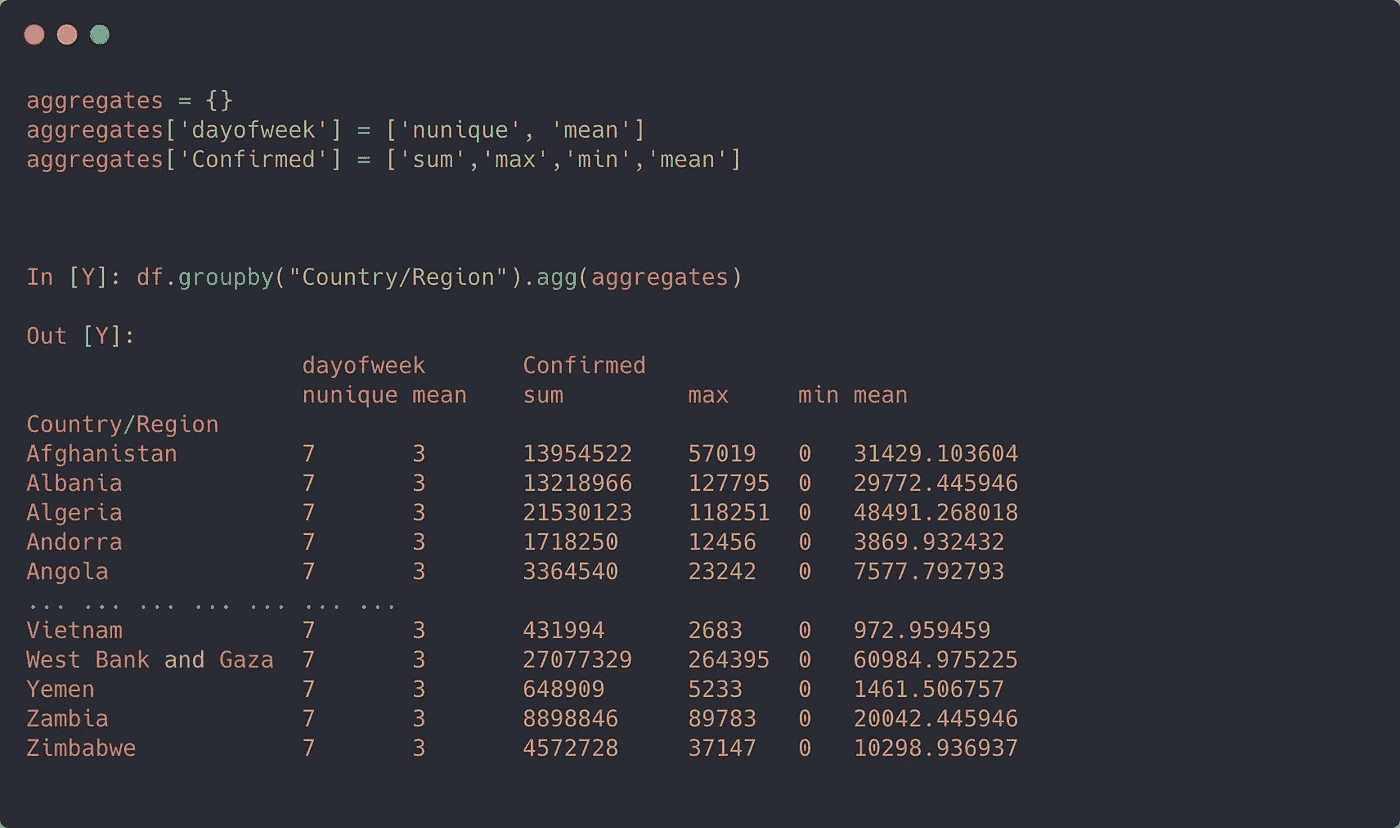 aggregates = {}
aggregates['dayofweek'] = ['nunique', 'mean']
aggregates['Confirmed'] = ['sum','max','min','mean']
In [Y]: df.groupby("Country/Region").agg(aggregates)
Out [Y]:
dayofweek Confirmed
nunique mean sum max min mean
Country/Region
Afghanistan 7 3 13954522 57019 0 31429.103604
Albania 7 3 13218966 127795 0 29772.445946
Algeria 7 3 21530123 118251 0 48491.268018
Andorra 7 3 1718250 12456 0 3869.932432
Angola 7 3 3364540 23242 0 7577.792793
... ... ... ... ... ... ...
Vietnam 7 3 431994 2683 0 972.959459
West Bank and Gaza 7 3 27077329 264395 0 60984.975225
Yemen 7 3 648909 5233 0 1461.506757
Zambia 7 3 8898846 89783 0 20042.445946
Zimbabwe 7 3 4572728 37147 0 10298.936937